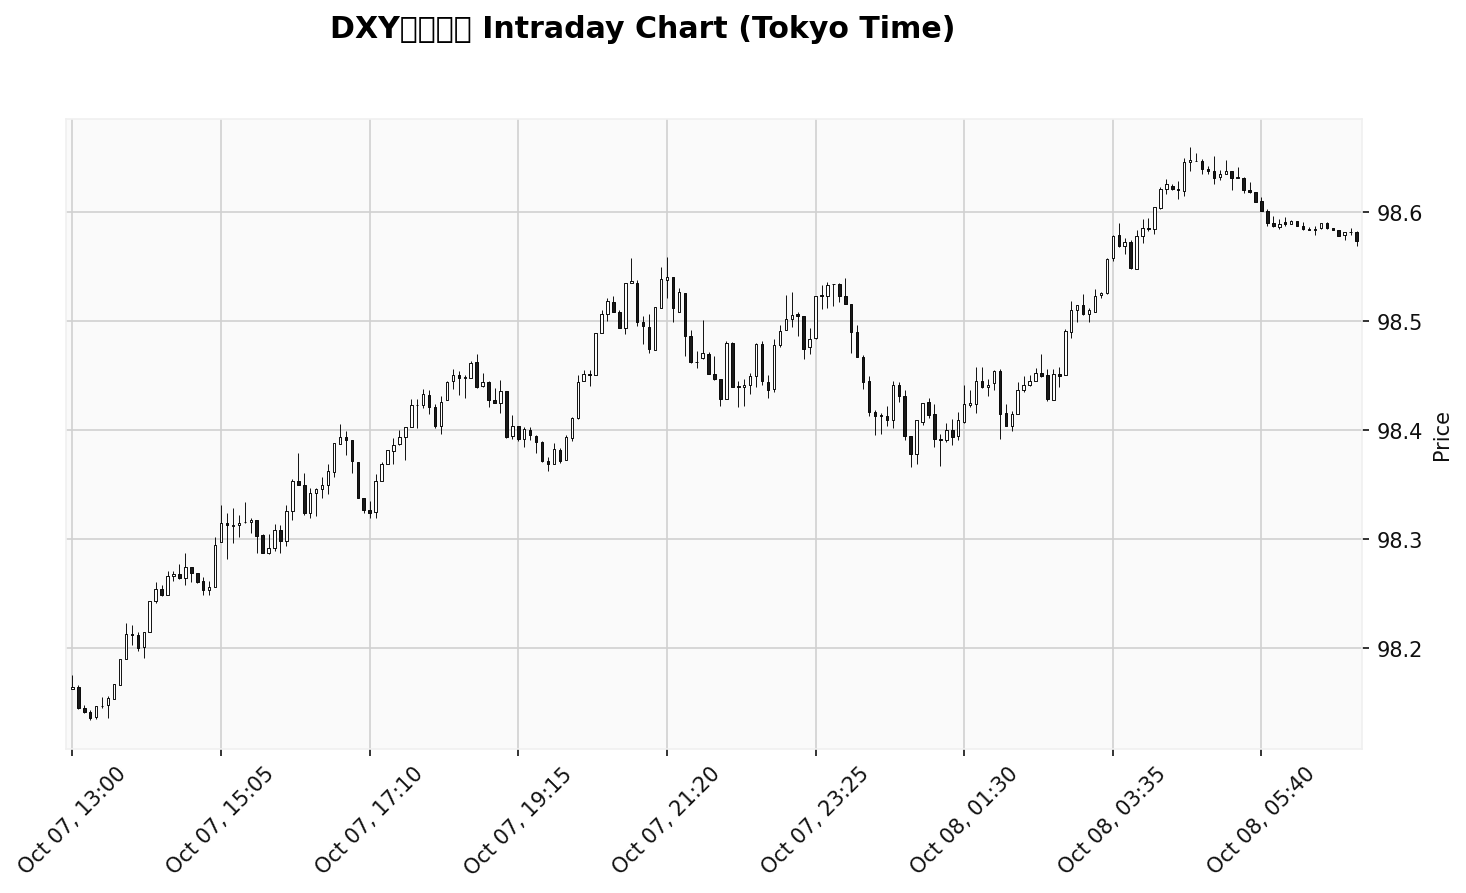 DXY Intraday Chart (Tokyo Time)
98.6
98.5
98.4
98.3
98.2
Price
Oct 07, 13:00
Oct 07, 15:05
Oct 07, 17:10
Oct 07, 19:15
Oct 07, 21:20
Oct 07, 23:25
Oct 08, 01:30
Oct 08, 03:35
Oct 08, 05:40